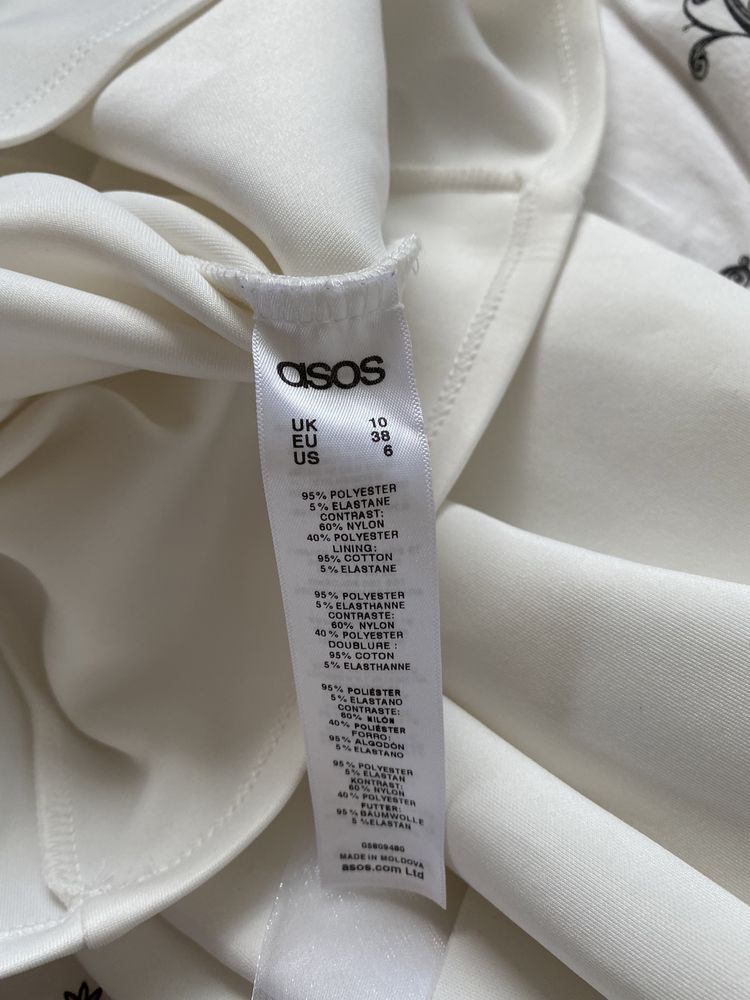 asos
UK 10
EU 38
US 6
95% POLYESTER
5% ELASTANE
CONTRAST:
60% NYLON
40% POLYESTER
LINING:
95% COTTON
5% ELASTANE
95% POLYESTER
5% ELASTHANNE
CONTRASTE:
60% NYLON
40% POLYESTER
DOUBLURE :
95% COTON
5% ELASTHANNE
95% POLIÉSTER
5% ELASTANO
CONTRASTE:
60% NILÓN
40% POLIÉSTER
FORRO:
95% ALGODÓN
5% ELASTANO
95% POLYESTER
5% ELASTAN
KONTRAST:
60% NYLON
40% POLYESTER
FUTTER:
95% BAUMWOLLE
5 %ELASTAN
05809480
MADE IN MOLDOVA
asos.com Ltd